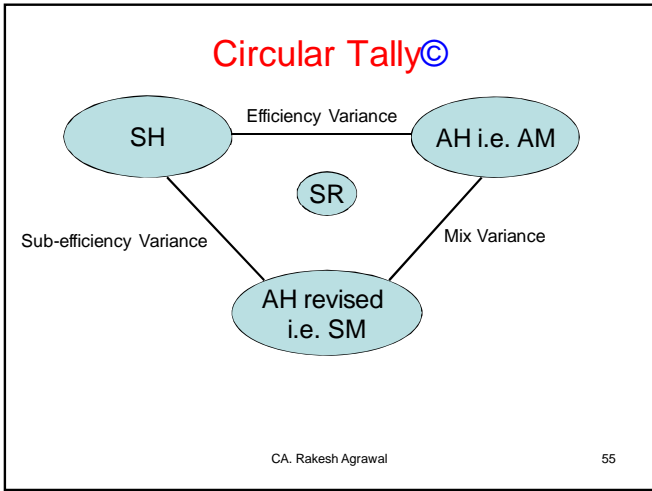 Circular Tally©
Efficiency Variance
SH
AH i.e. AM
SR
Sub-efficiency Variance
Mix Variance
AH revised
i.e. SM
CA. Rakesh Agrawal
55